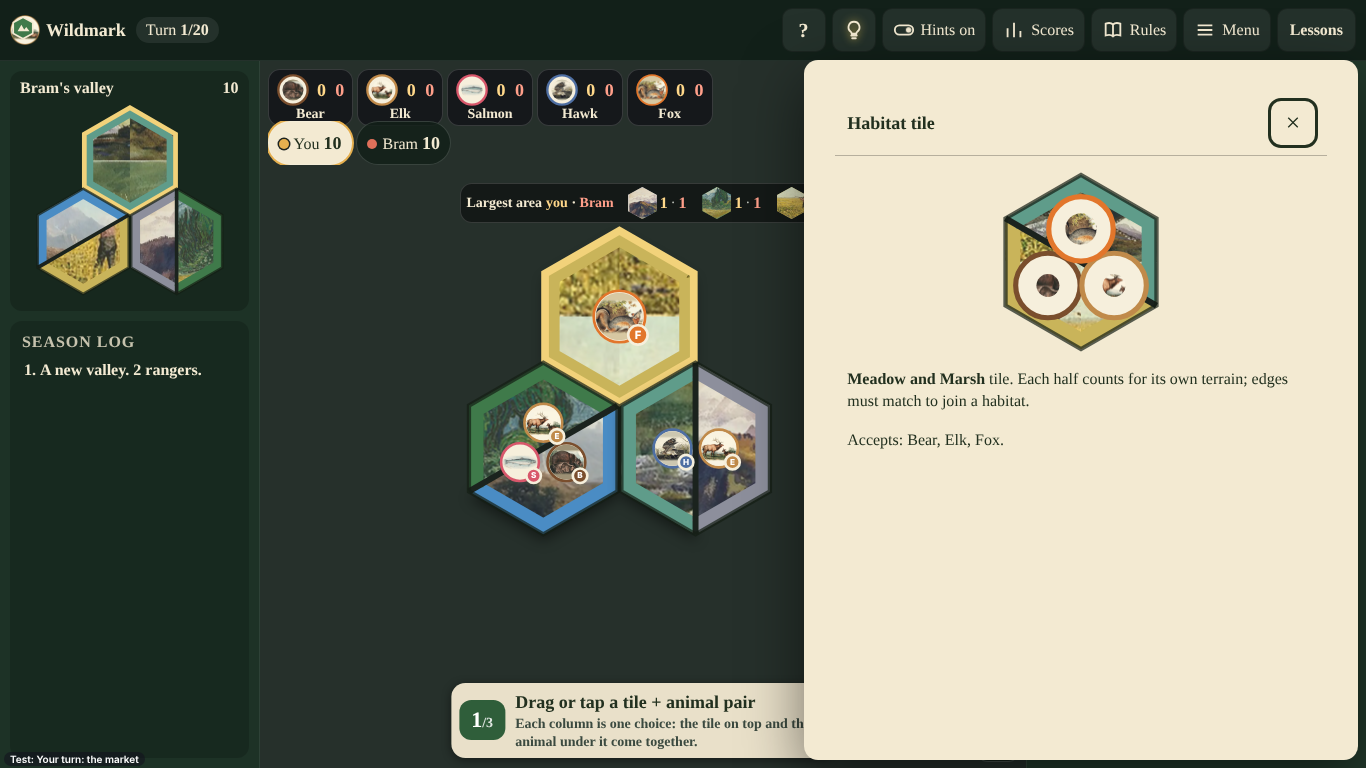 Wildmark
Turn 1/20
?
Hints on
Scores
Rules
Menu
Lessons
Bram's valley 10
SEASON LOG
1. A new valley. 2 rangers.
0 0
Bear
0 0
Elk
0 0
Salmon
0 0
Hawk
0 0
Fox
You 10
Bram 10
Largest area you · Bram
1 · 1
1 · 1
F
E
S
B
H
E
1/3
Drag or tap a tile + animal pair
Each column is one choice: the tile on top and th
animal under it come together.
Habitat tile
Meadow and Marsh tile. Each half counts for its own terrain; edges
must match to join a habitat.
Accepts: Bear, Elk, Fox.
Test: Your turn: the market